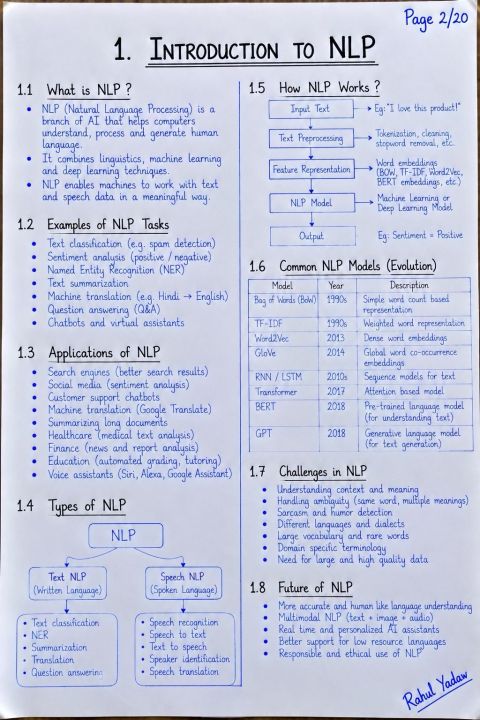 Page 2/20
1. INTRODUCTION TO NLP
1.1 What is NLP?
• NLP (Natural Language Processing) is a
branch of AI that helps computers
understand, process and generate human
language.
• It combines linguistics, machine learning
and deep learning techniques.
• NLP enables machines to work with text
and speech data in a meaningful way.
1.2 Examples of NLP Tasks
• Text classification (e.g. spam detection)
• Sentiment analysis (positive / negative)
• Named Entity Recognition (NER)
• Text summarization
• Machine translation (e.g. Hindi → English)
• Question answering (Q&A)
• Chatbots and virtual assistants
1.3 Applications of NLP
• Search engines (better search results)
• Social media (sentiment analysis)
• Customer support chatbots
• Machine translation (Google Translate)
• Summarizing long documents
• Healthcare (medical text analysis)
• Finance (news and report analysis)
• Education (automated grading, tutoring)
• Voice assistants (Siri, Alexa, Google Assistant)
1.4 Types of NLP
NLP
Text NLP
(Written Language)
• Text classification
• NER
• Summarization
• Translation
• Question answering
Speech NLP
(Spoken Language)
• Speech recognition
• Speech to text
• Text to speech
• Speaker identification
• Speech translation
1.5 How NLP Works?
Input Text → Eg: "I love this product!"
Text Preprocessing → Tokenization, cleaning,
stopword removal, etc.
Feature Representation → Word embeddings
(BOW, TF-IDF, Word2Vec,
BERT embeddings, etc.)
NLP Model → Machine Learning or
Deep Learning Model
Output Eg: Sentiment = Positive
1.6 Common NLP Models (Evolution)
Model Year Description
Bag of Words (BoW) 1990s Simple word count based
representation
TF-IDF 1990s Weighted word representation
Word2Vec 2013 Dense word embeddings
GloVe 2014 Global word co-occurrence
embeddings
RNN / LSTM 2010s Sequence models for text
Transformer 2017 Attention based model
BERT 2018 Pre-trained language model
(for understanding text)
GPT 2018 Generative language model
(for text generation)
1.7 Challenges in NLP
• Understanding context and meaning
• Handling ambiguity (same word, multiple meanings)
• Sarcasm and humor detection
• Different languages and dialects
• Large vocabulary and rare words
• Domain specific terminology
• Need for large and high quality data
1.8 Future of NLP
• More accurate and human like language understanding
• Multimodal NLP (text + image + audio)
• Real time and personalized AI assistants
• Better support for low resource languages
• Responsible and ethical use of NLP
Rahul Yadaw